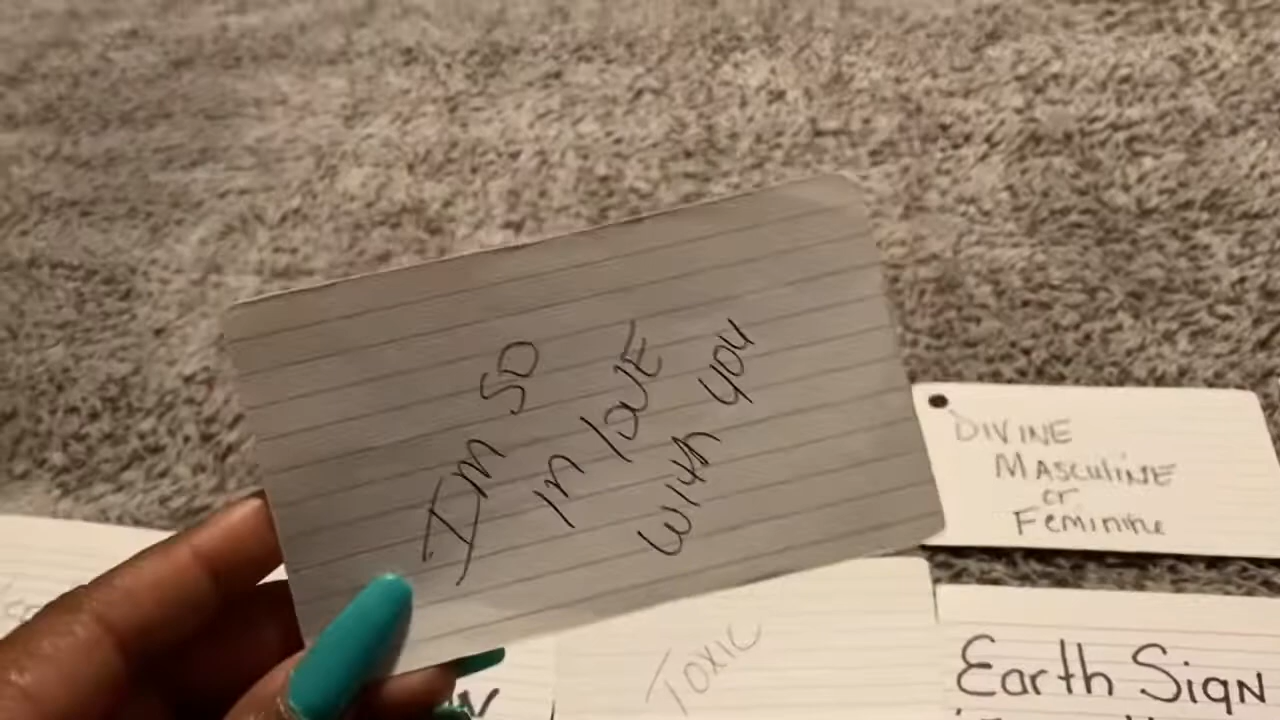 I'm so
in love
with you
DIVINE
MASCULINE
or
FEMININE
TOXIC
Earth Sign